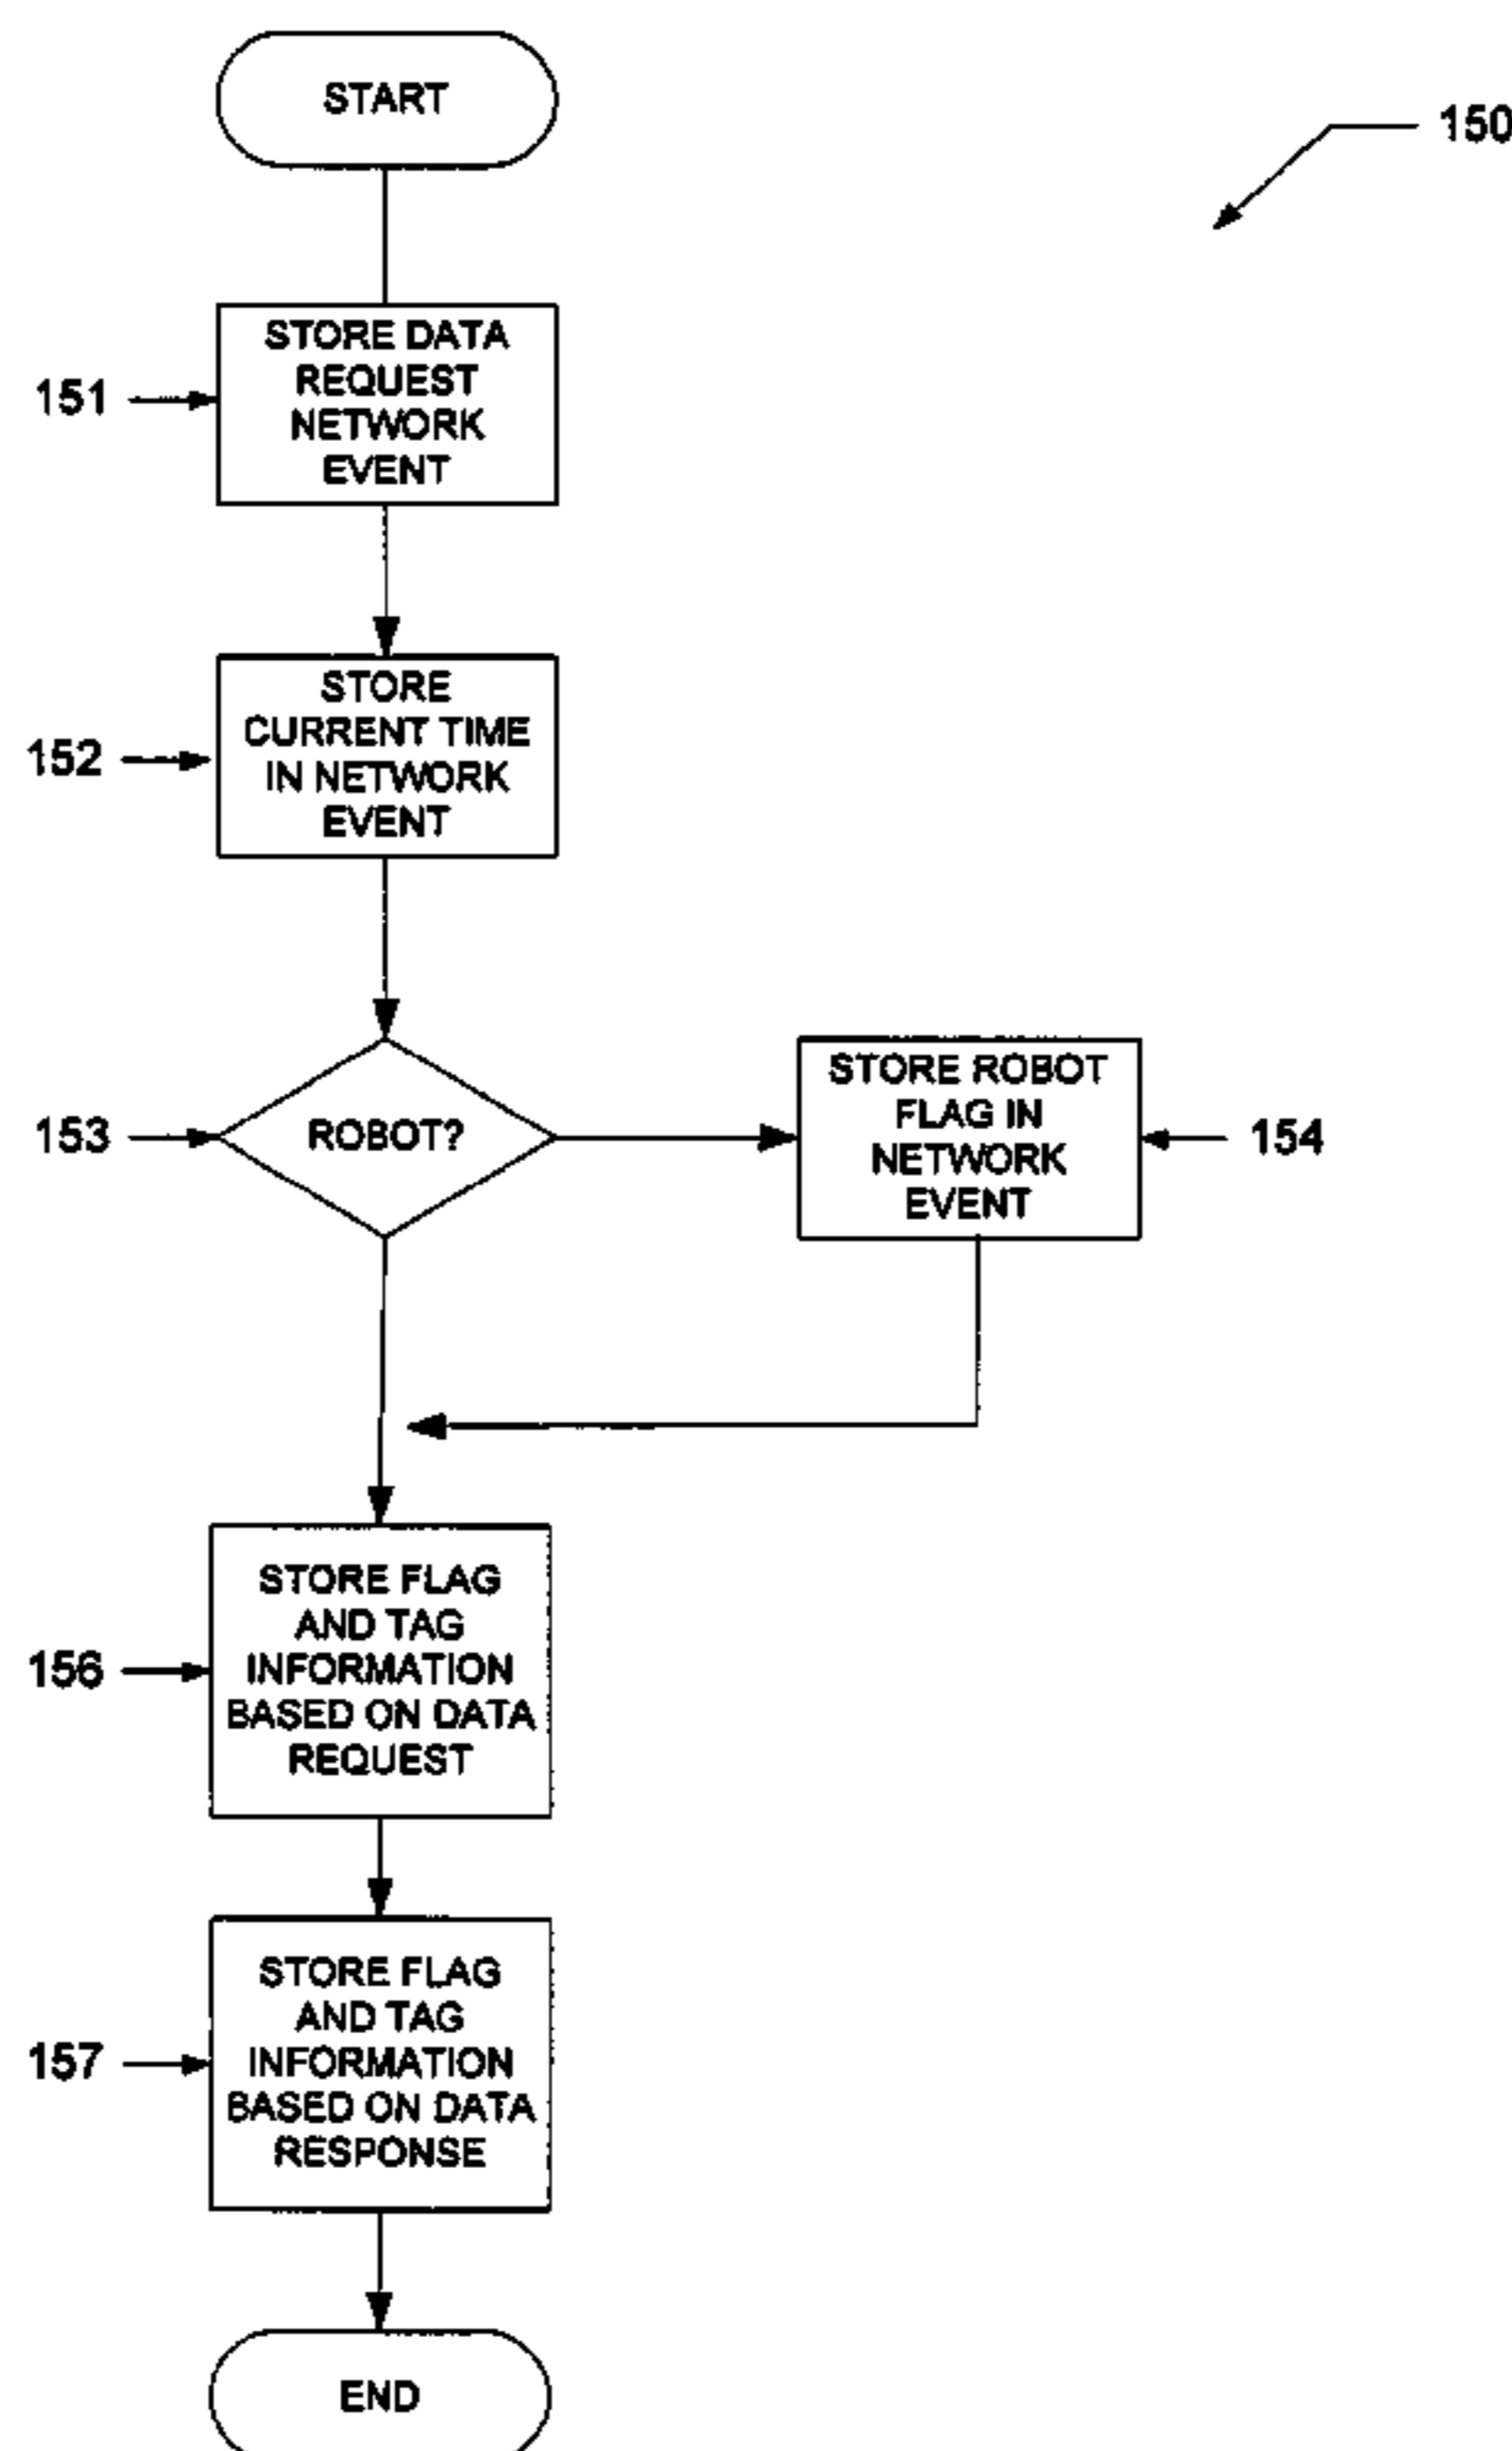 START
150
151
STORE DATA
REQUEST
NETWORK
EVENT
152
STORE
CURRENT TIME
IN NETWORK
EVENT
153
ROBOT?
STORE ROBOT
FLAG IN
NETWORK
EVENT
154
156
STORE FLAG
AND TAG
INFORMATION
BASED ON DATA
REQUEST
157
STORE FLAG
AND TAG
INFORMATION
BASED ON DATA
RESPONSE
END